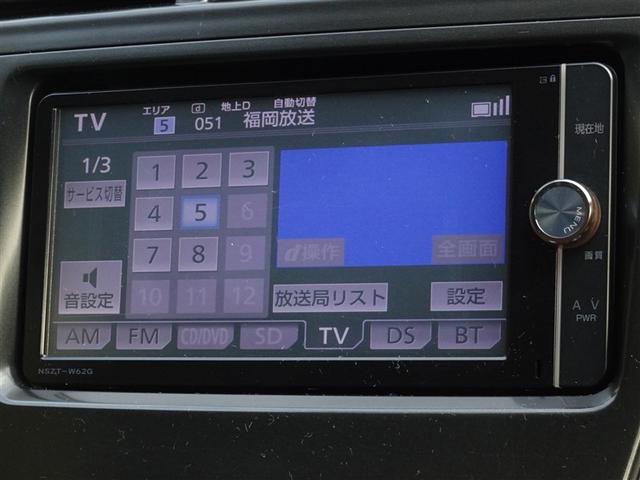 TV
エリア 5
d 地上D 自動切替
051 福岡放送
1/3
サービス切替
1 2 3
4 5 6
7 8 9
10 11 12
d操作
全画面
音設定
放送局リスト
設定
AM FM CD/DVD SD TV DS BT
NSZT-W62G
現在地
MENU
画質
A V
PWR